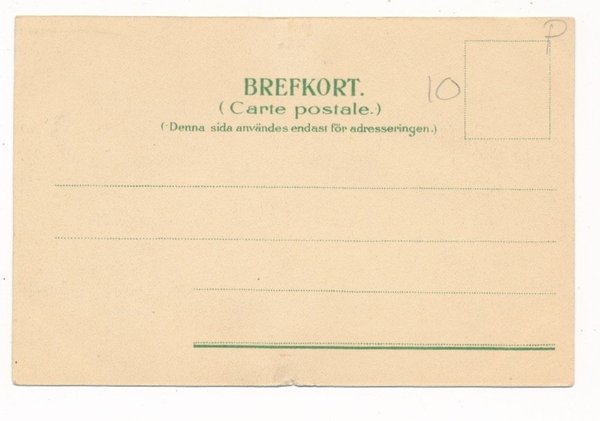 P
10
BREFKORT.
(Carte postale.)
(Denna sida användes endast för adresseringen.)